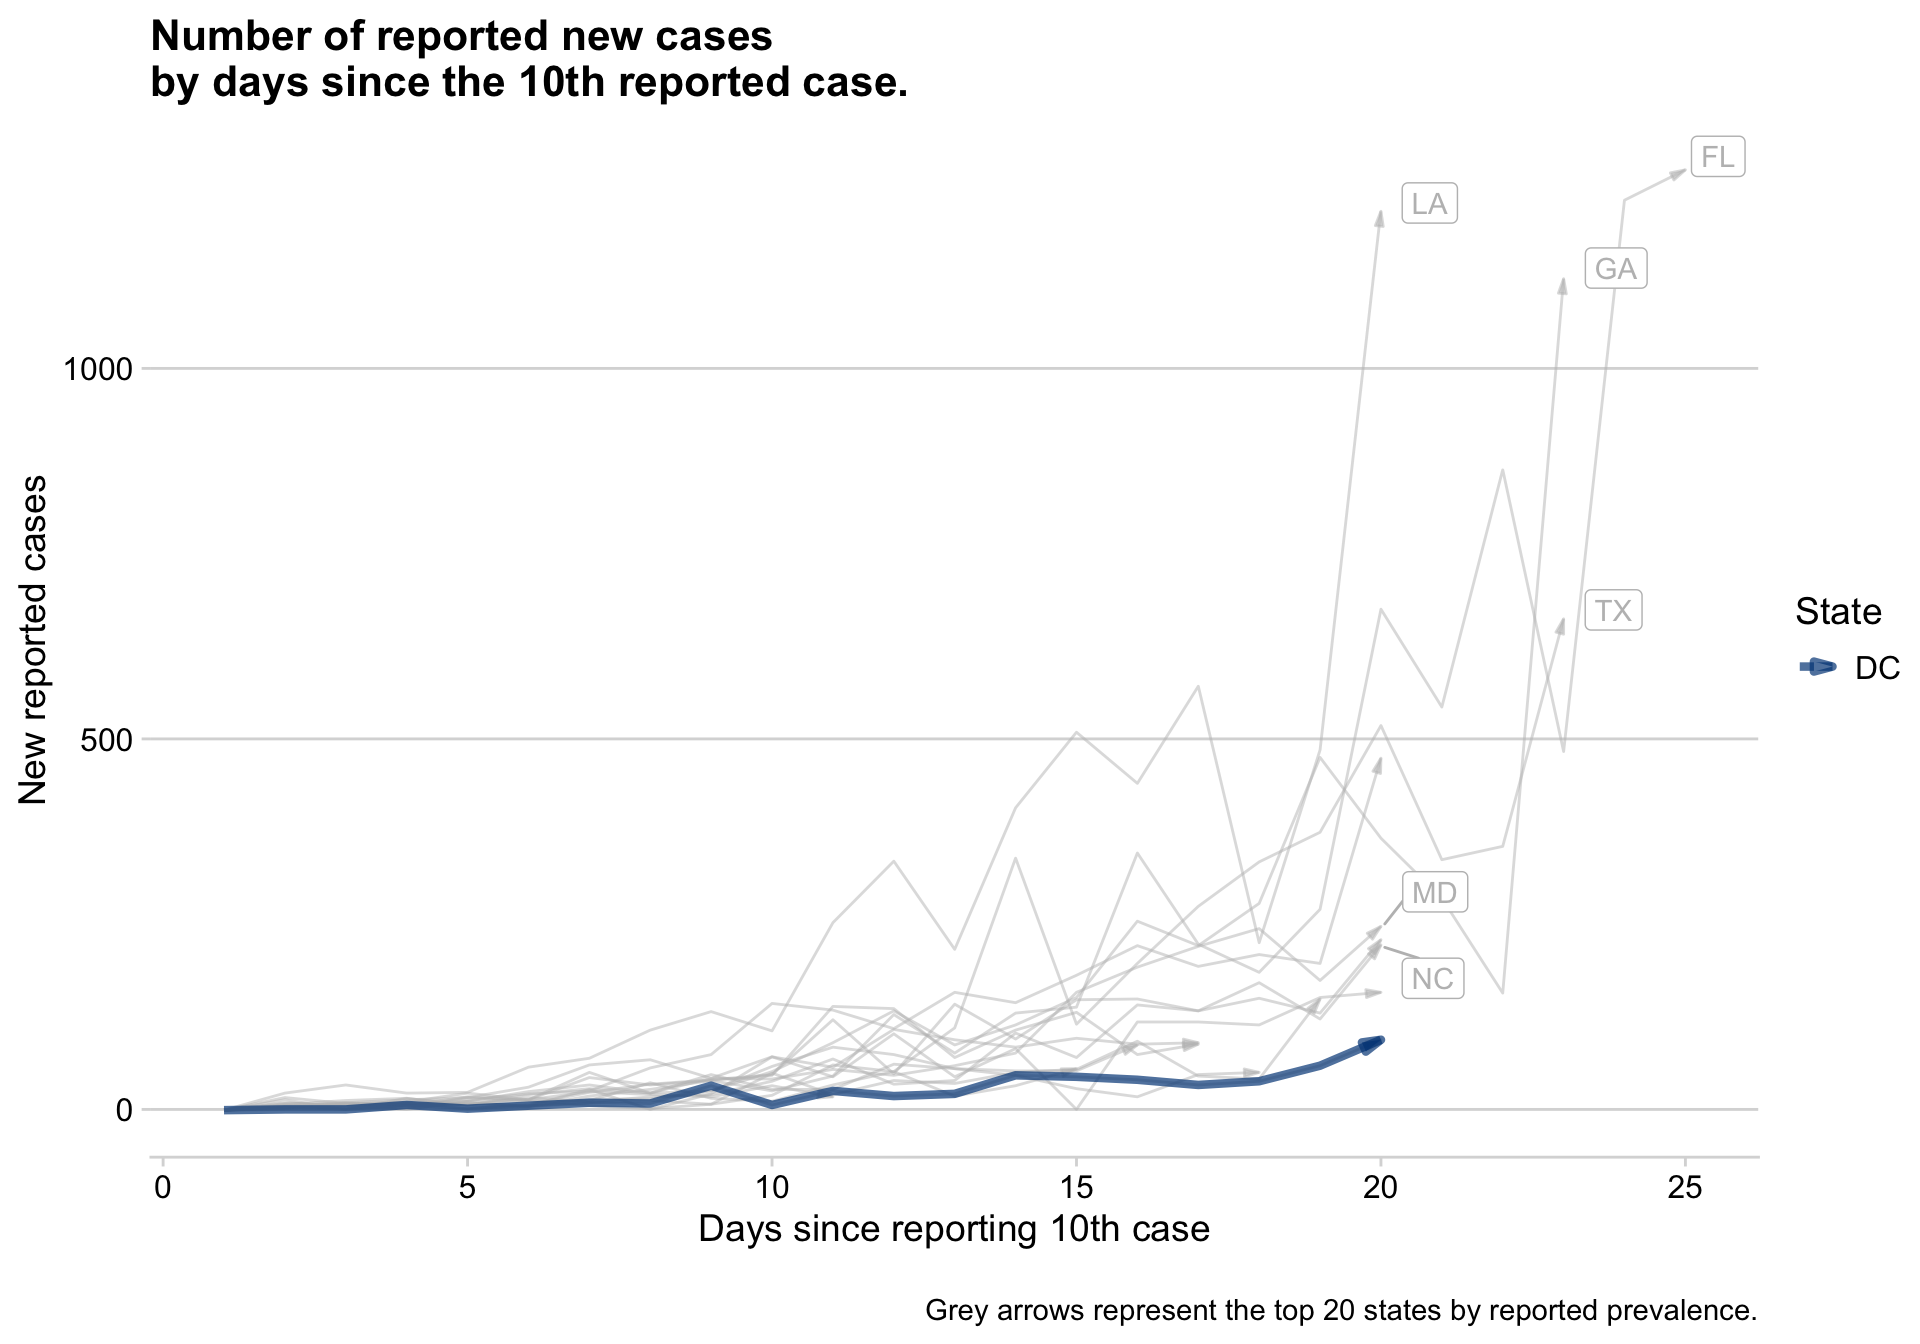 Number of reported new cases
by days since the 10th reported case.
FL
LA
GA
1000
TX
500
MD
NC
0
New reported cases
State
DC
0 5 10 15 20 25
Days since reporting 10th case
Grey arrows represent the top 20 states by reported prevalence.